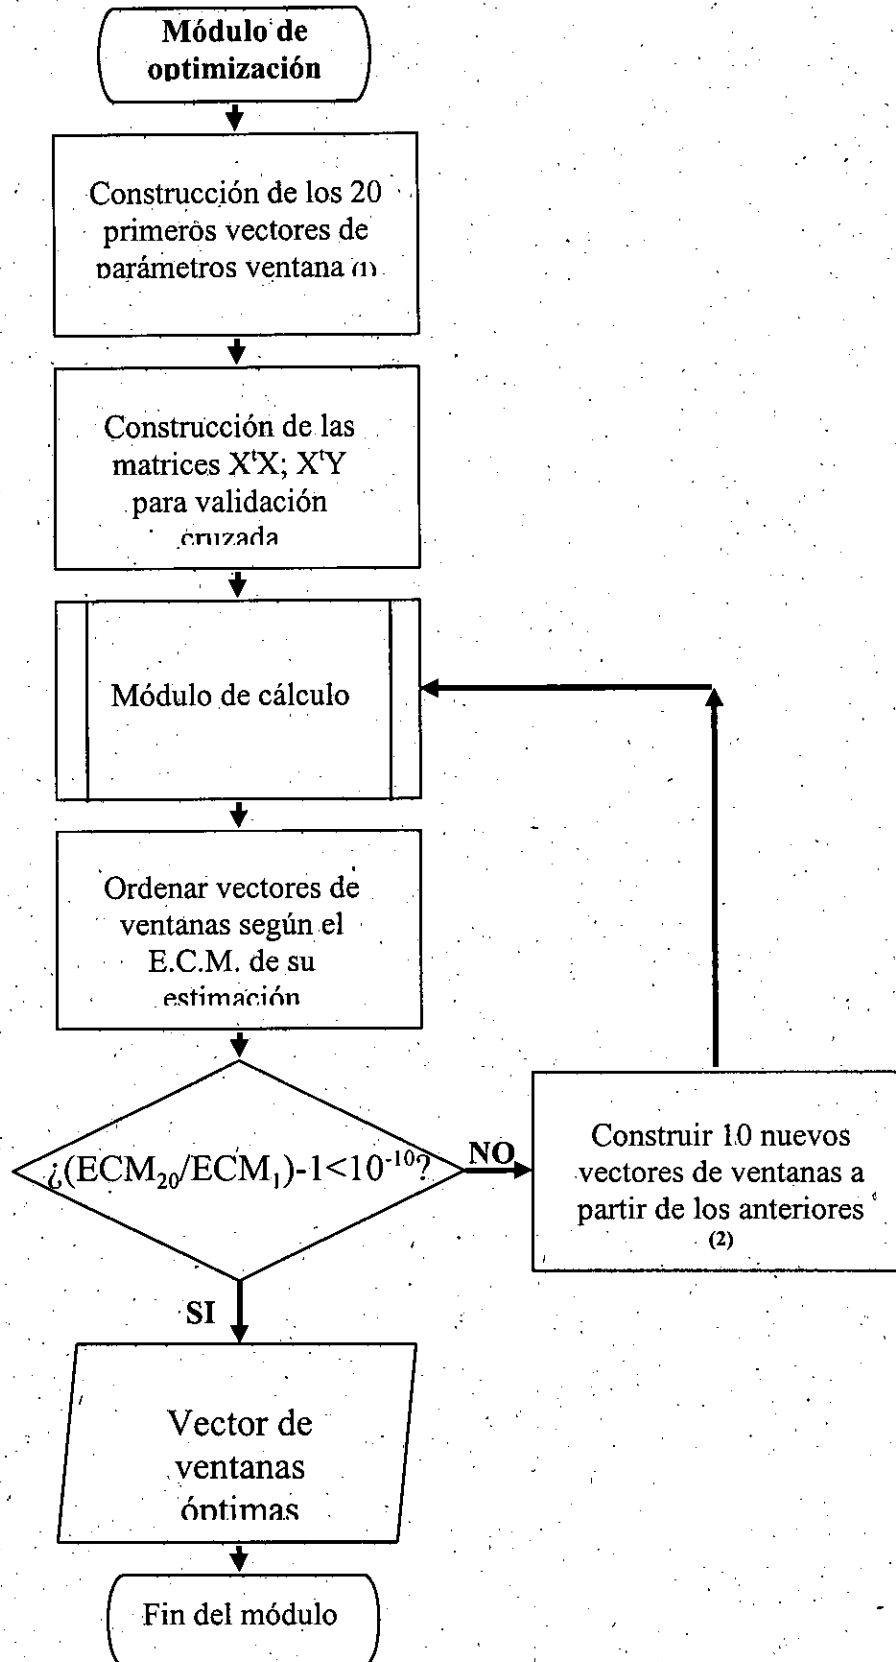 Módulo de
optimización
Construcción de los 20
primeros vectores de
parámetros ventana (1)
Construcción de las
matrices XᵗX; XᵗY
para validación
cruzada
Módulo de cálculo
Ordenar vectores de
ventanas según el
E.C.M. de su
estimación
¿(ECM₂₀/ECM₁)-1<10⁻¹⁰?
NO
Construir 10 nuevos
vectores de ventanas a
partir de los anteriores
(2)
SI
Vector de
ventanas
óptimas
Fin del módulo